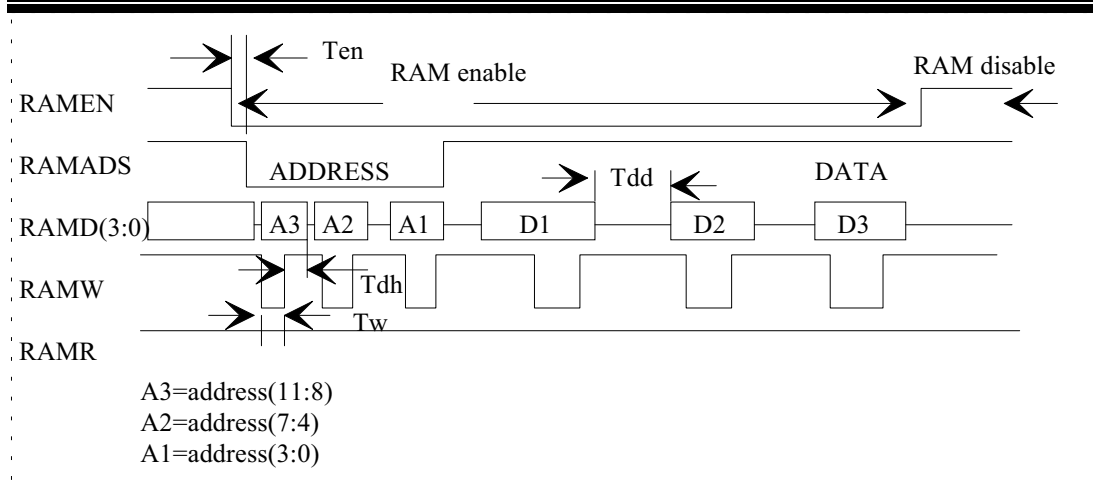 Ten
RAM enable
RAM disable
RAMEN
RAMADS
ADDRESS
Tdd
DATA
RAMD(3:0)
A3
A2
A1
D1
D2
D3
RAMW
Tdh
Tw
RAMR
A3=address(11:8)
A2=address(7:4)
A1=address(3:0)